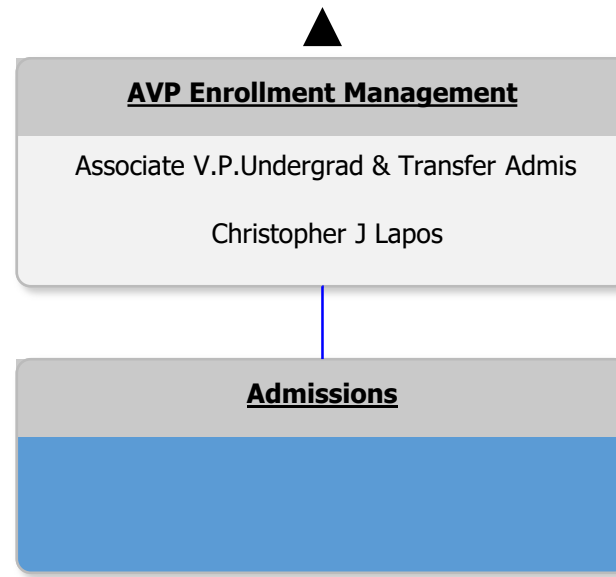 AVP Enrollment Management
Associate V.P.Undergrad & Transfer Admis
Christopher J Lapos
Admissions